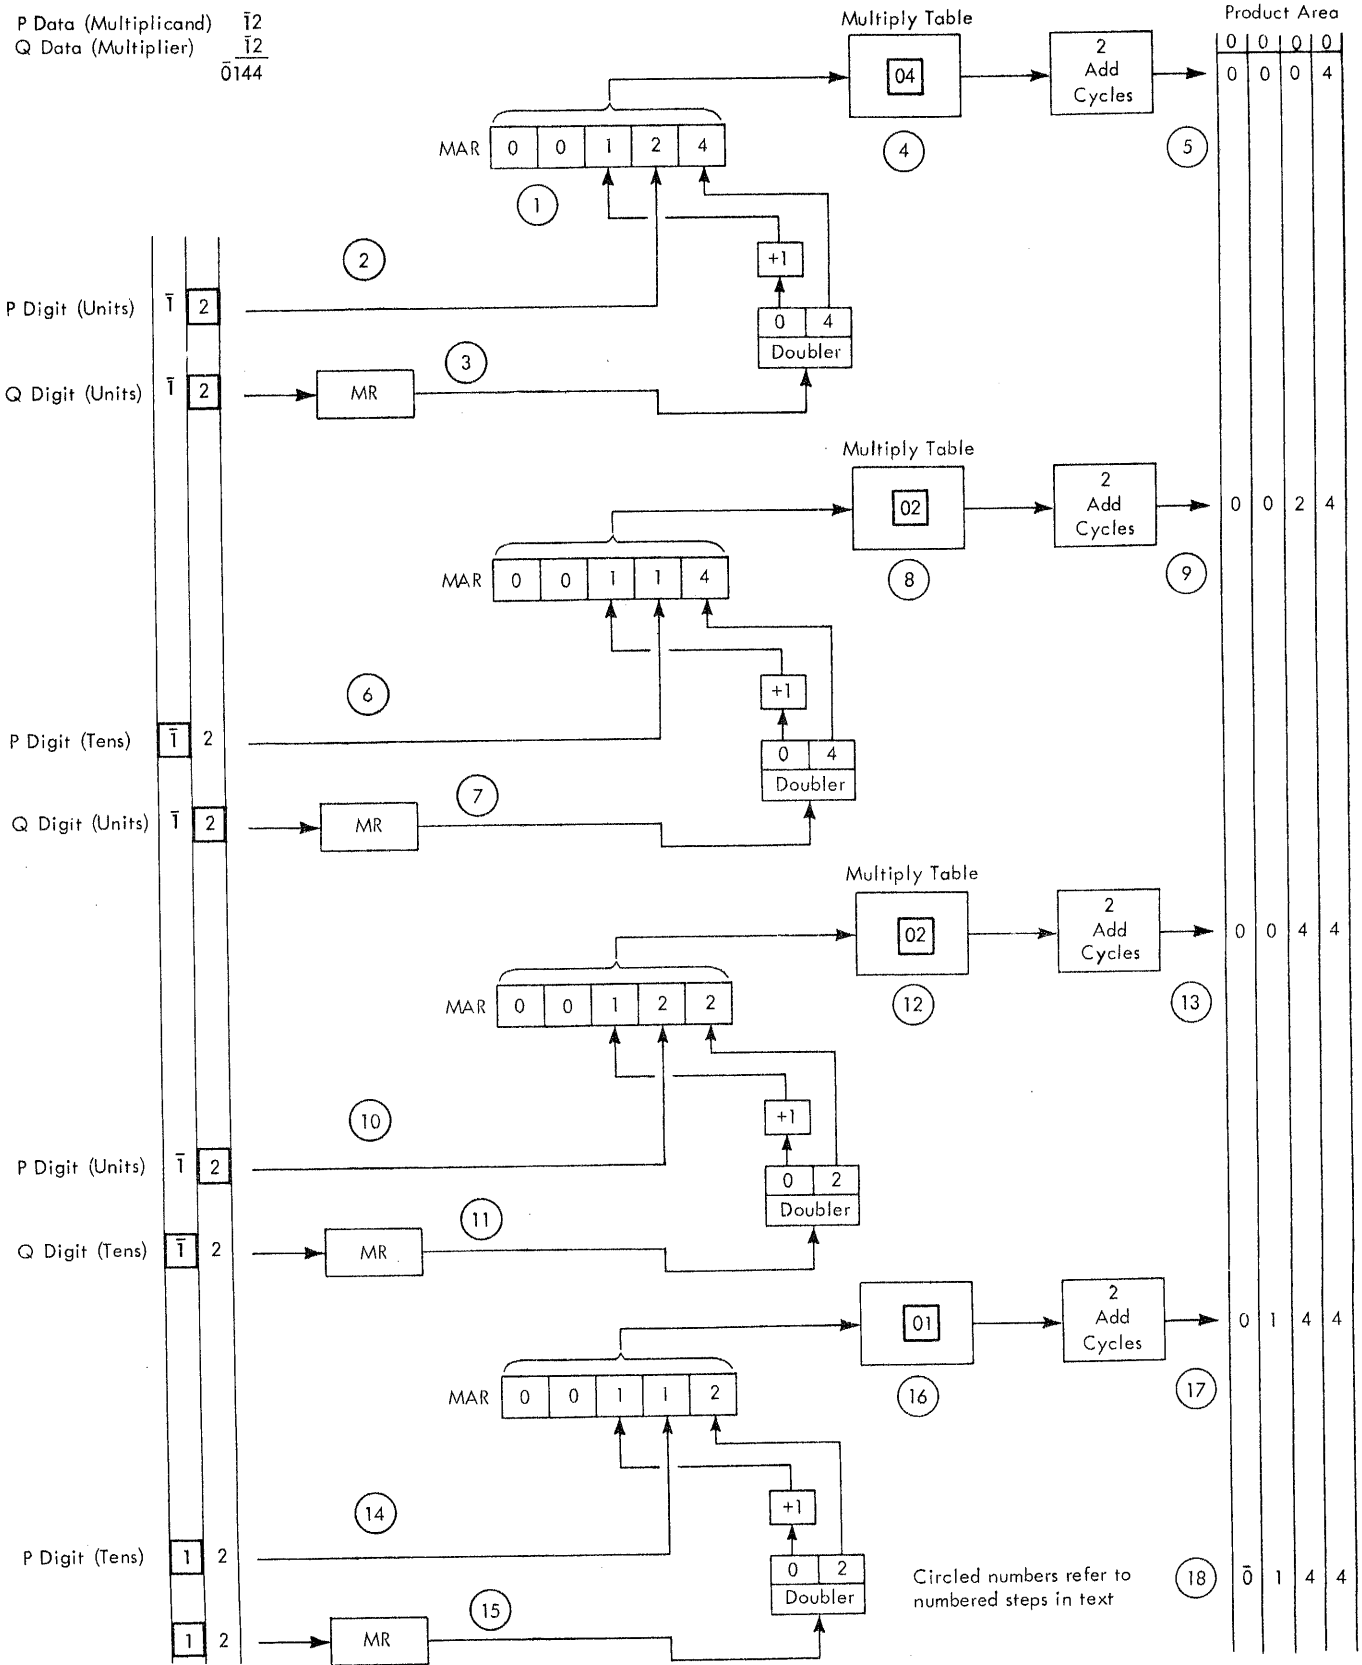 P Data (Multiplicand) 1̄2
Q Data (Multiplier) 1̄2
0̄144
Multiply Table
Product Area
0 0 0 0
04
2 Add Cycles
0 0 0 4
MAR 0 0 1 2 4
1
4
5
2
+1
P Digit (Units) 1̄ 2
0 4
Doubler
3
Q Digit (Units) 1̄ 2
MR
Multiply Table
02
2 Add Cycles
0 0 2 4
MAR 0 0 1 1 4
8
9
6
+1
P Digit (Tens) 1̄ 2
0 4
Doubler
7
Q Digit (Units) 1̄ 2
MR
Multiply Table
02
2 Add Cycles
0 0 4 4
MAR 0 0 1 2 2
12
13
10
+1
P Digit (Units) 1̄ 2
0 2
Doubler
11
Q Digit (Tens) 1̄ 2
MR
01
2 Add Cycles
0 1 4 4
MAR 0 0 1 1 2
16
17
14
+1
P Digit (Tens) 1 2
0 2
Doubler
Circled numbers refer to
numbered steps in text
18
0̄ 1 4 4
15
1 2
MR